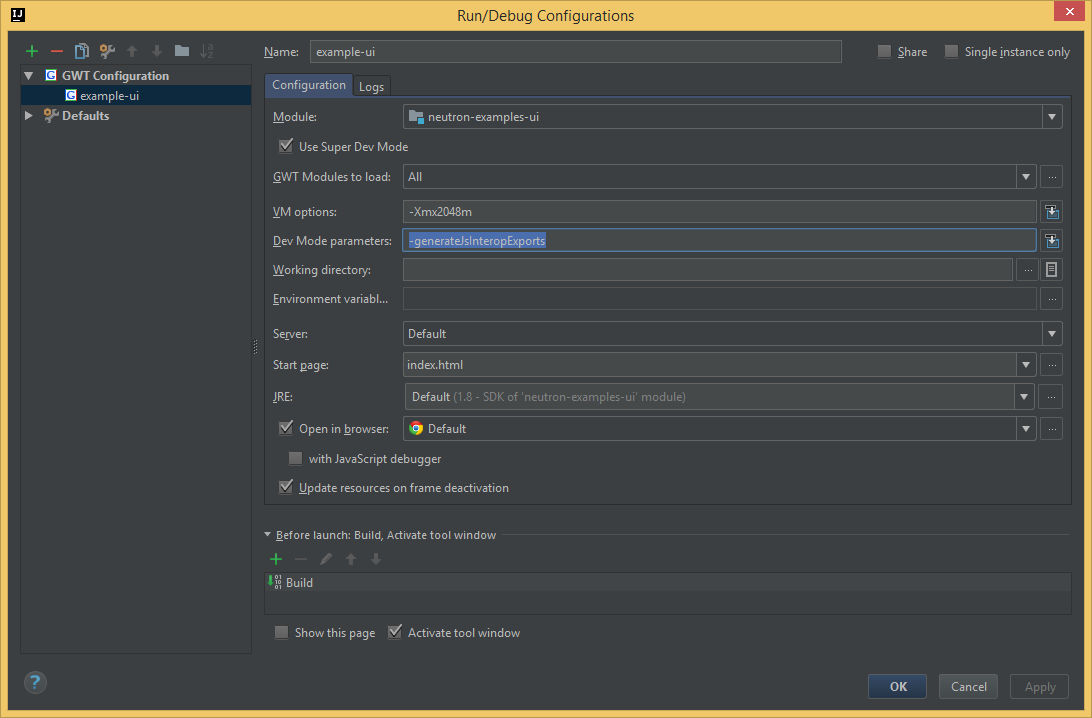 IJ
Run/Debug Configurations
Name: example-ui
Share
Single instance only
GWT Configuration
example-ui
Defaults
Configuration Logs
Module: neutron-examples-ui
Use Super Dev Mode
GWT Modules to load: All ...
VM options: -Xmx2048m
Dev Mode parameters: -generateJsInteropExports
Working directory: ...
Environment variabl... ...
Server: Default
Start page: index.html ...
JRE: Default (1.8 - SDK of 'neutron-examples-ui' module) ...
Open in browser: Default ...
with JavaScript debugger
Update resources on frame deactivation
Before launch: Build, Activate tool window
Build
Show this page Activate tool window
?
OK Cancel Apply